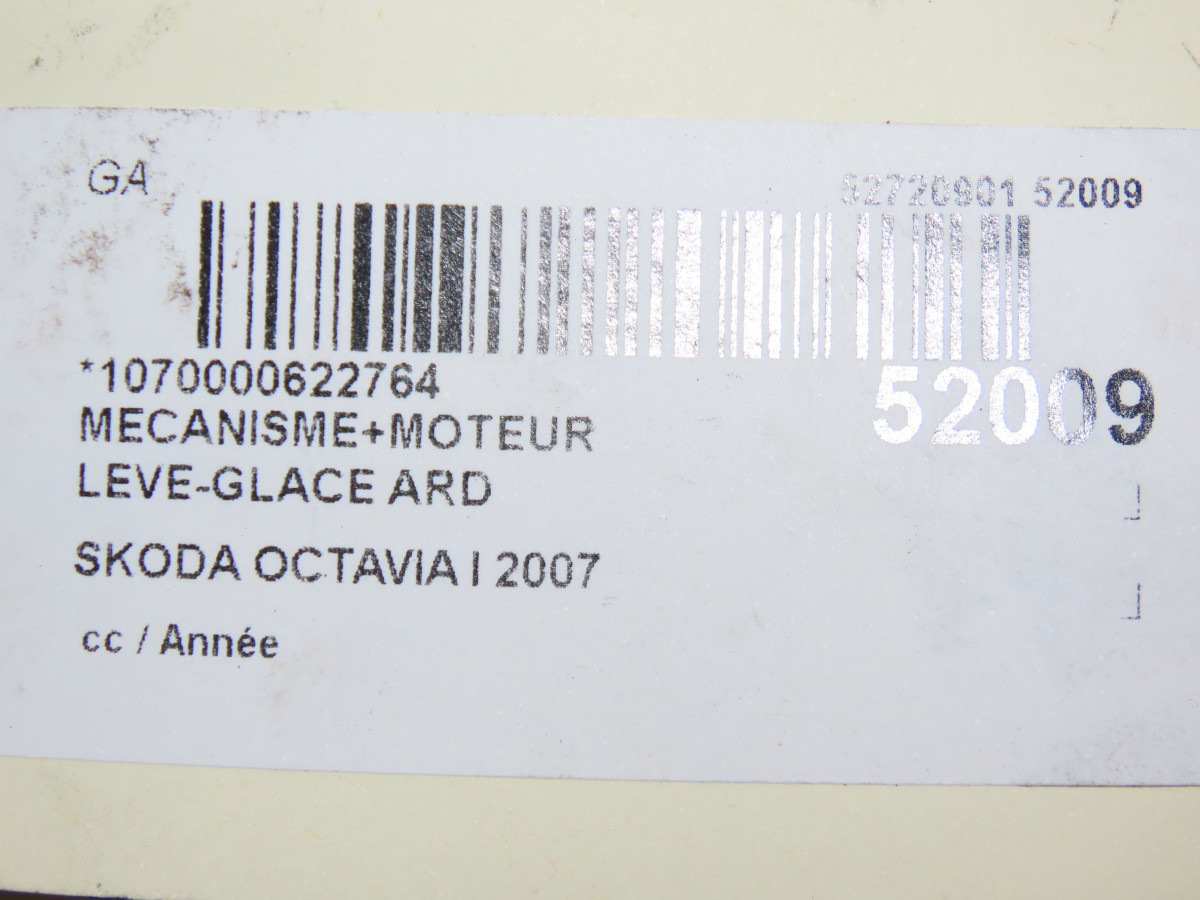 GA
52720901 52009
*1070000622764
52009
MECANISME+MOTEUR
LEVE-GLACE ARD
SKODA OCTAVIA I 2007
cc / Année